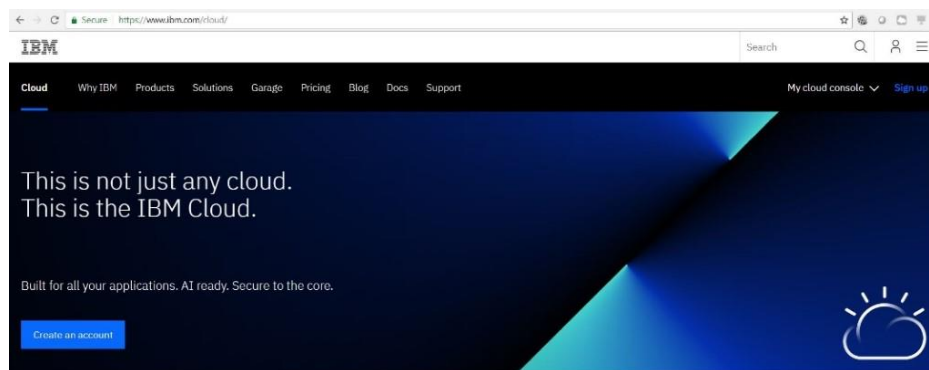 Secure https://www.ibm.com/cloud/
IBM
Search
Cloud Why IBM Products Solutions Garage Pricing Blog Docs Support My cloud console Sign up
This is not just any cloud.
This is the IBM Cloud.
Built for all your applications. AI ready. Secure to the core.
Create an account